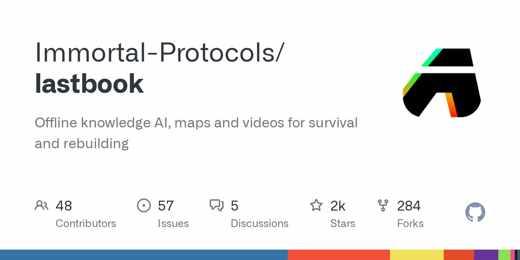 Immortal-Protocols/
lastbook
Offline knowledge AI, maps and videos for survival
and rebuilding
48 57 5 2k 284
Contributors Issues Discussions Stars Forks